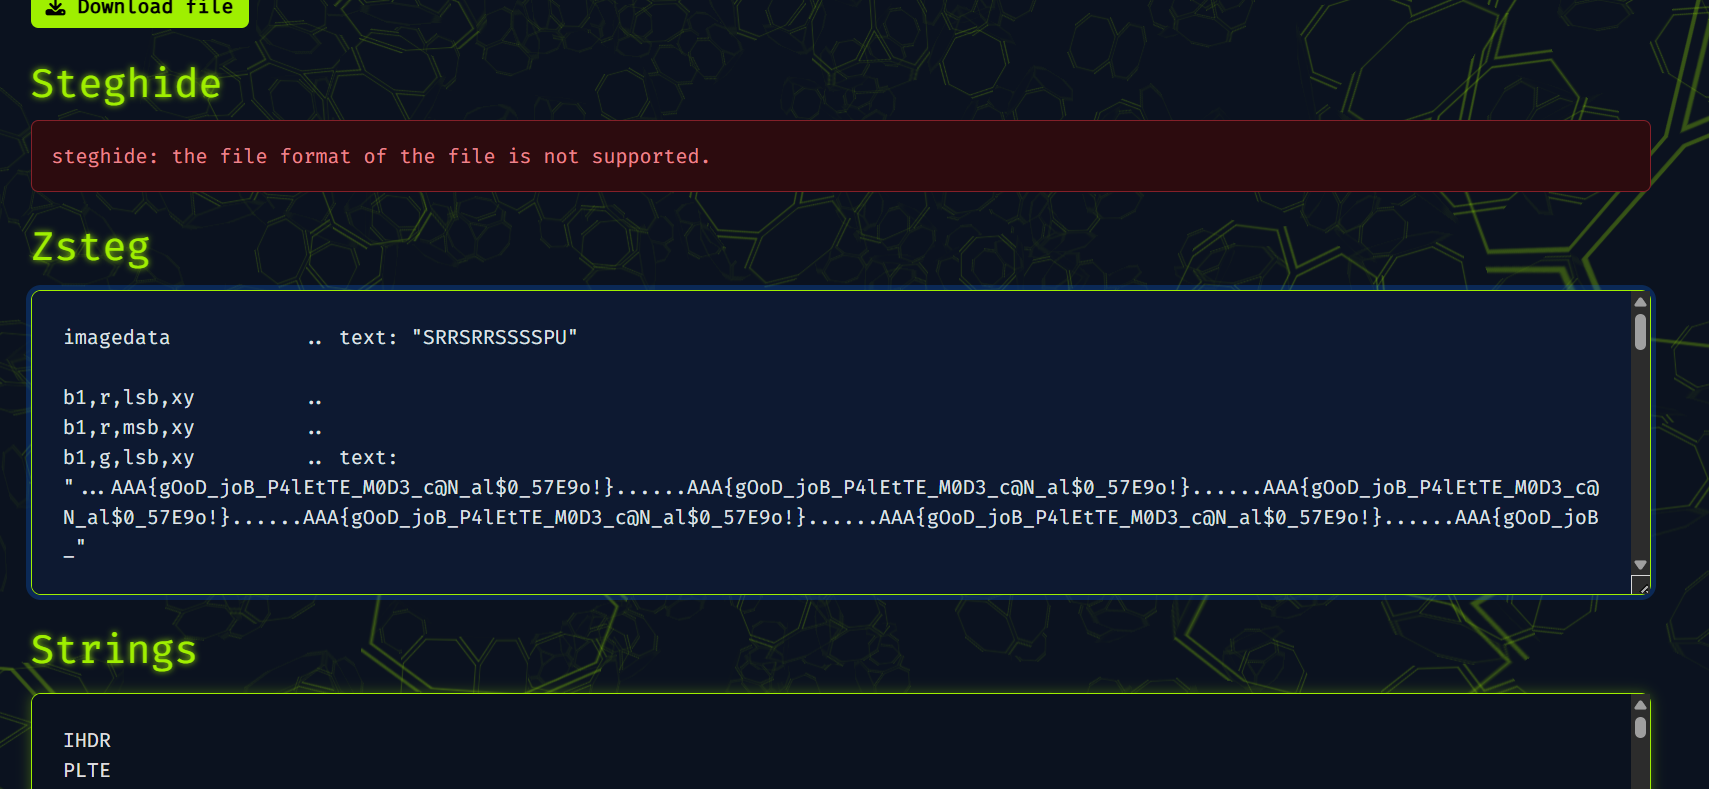 Download file
Steghide
steghide: the file format of the file is not supported.
Zsteg
imagedata .. text: "SRRSRRSSSSPU"
b1,r,lsb,xy ..
b1,r,msb,xy ..
b1,g,lsb,xy .. text:
"...AAA{gOoD_joB_P4lEtTE_M0D3_c@N_al$0_57E9o!}......AAA{gOoD_joB_P4lEtTE_M0D3_c@N_al$0_57E9o!}......AAA{gOoD_joB_P4lEtTE_M0D3_c@
N_al$0_57E9o!}......AAA{gOoD_joB_P4lEtTE_M0D3_c@N_al$0_57E9o!}......AAA{gOoD_joB_P4lEtTE_M0D3_c@N_al$0_57E9o!}......AAA{gOoD_joB
_"
Strings
IHDR
PLTE